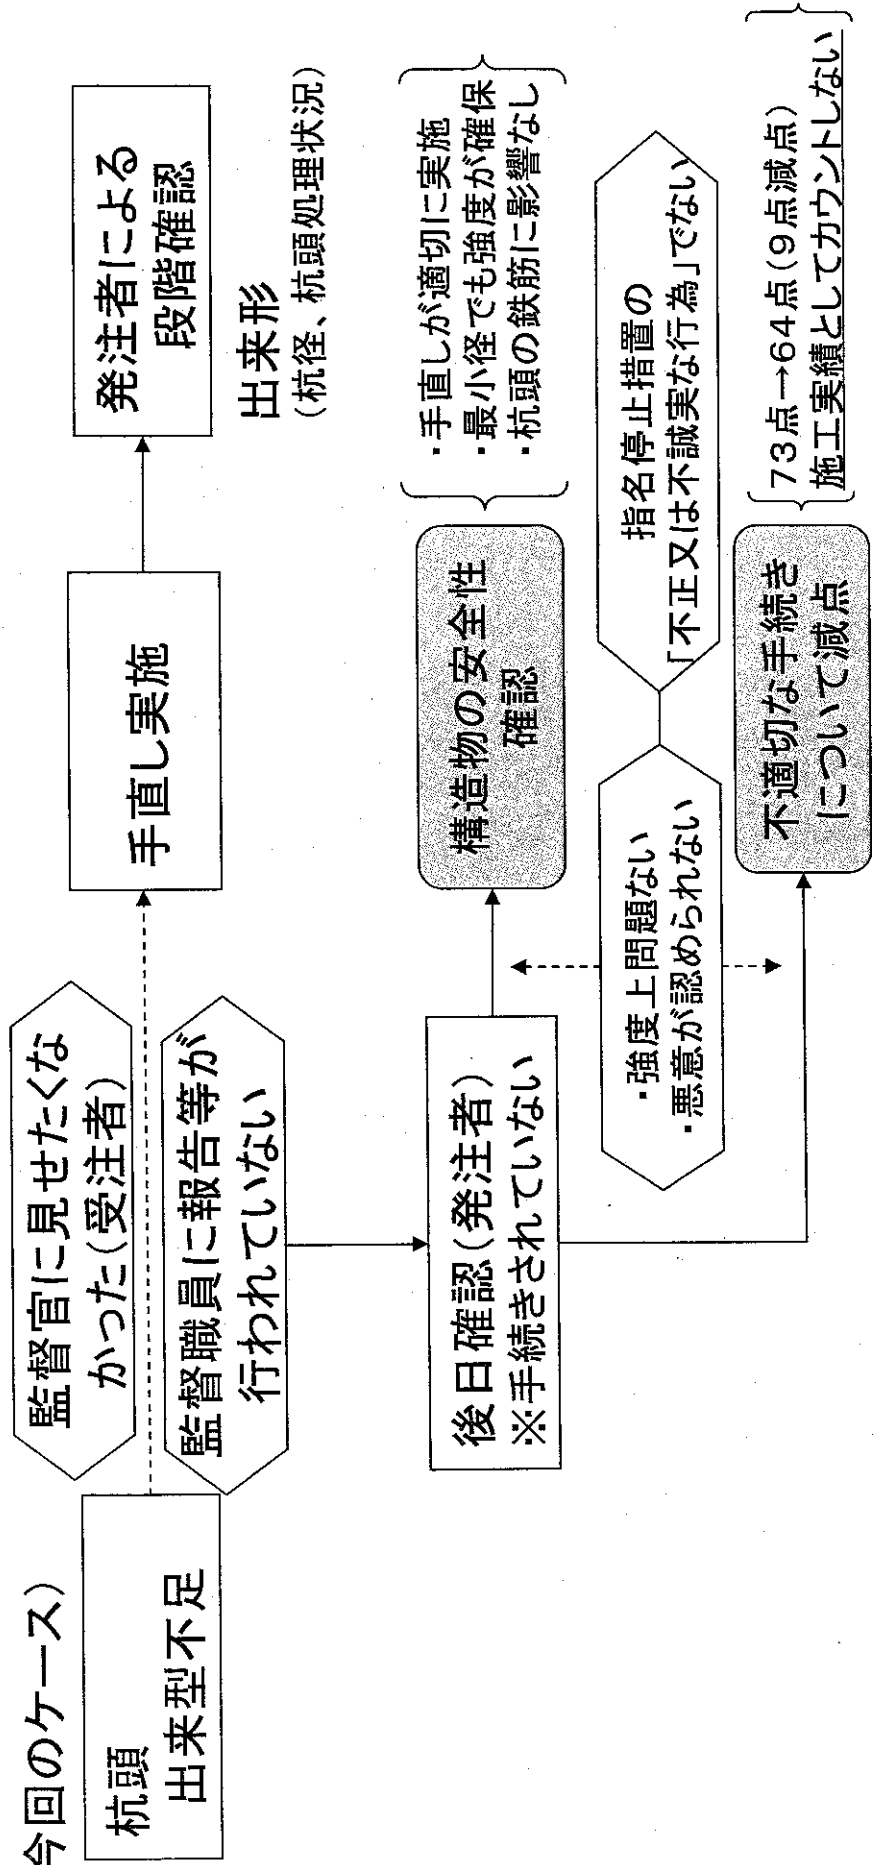 今回のケース)
杭頭
出来型不足
監督官に見せたくな
かった(受注者)
監督職員に報告等が
行われていない
手直し実施
発注者による
段階確認
出来形
(杭径、杭頭処理状況)
後日確認(発注者)
※手続きされていない
構造物の安全性
確認
・手直しが適切に実施
・最小径でも強度が確保
・杭頭の鉄筋に影響なし
・強度上問題ない
・悪意が認められない
指名停止措置の
「不正又は不誠実な行為」でない
不適切な手続き
について減点
73点→64点(9点減点)
施工実績としてカウントしない